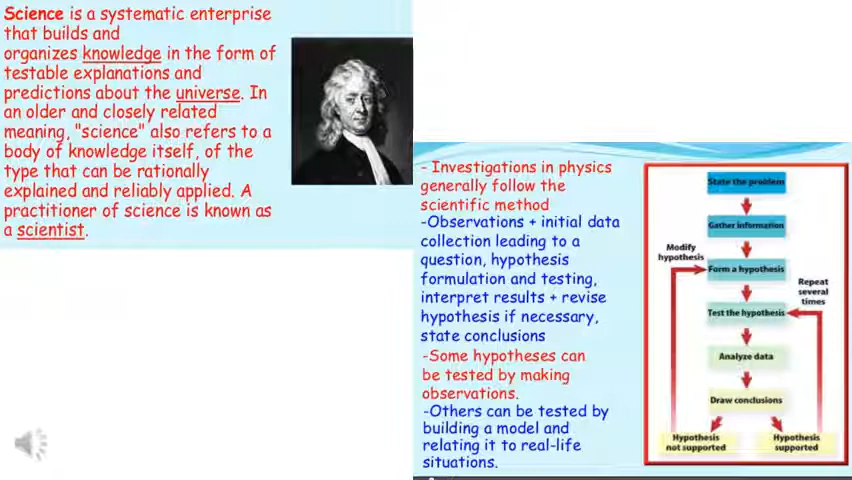 Science is a systematic enterprise
that builds and
organizes knowledge in the form of
testable explanations and
predictions about the universe. In
an older and closely related
meaning, "science" also refers to a
body of knowledge itself, of the
type that can be rationally
explained and reliably applied. A
practitioner of science is known as
a scientist.
- Investigations in physics
generally follow the
scientific method
-Observations + initial data
collection leading to a
question, hypothesis
formulation and testing,
interpret results + revise
hypothesis if necessary,
state conclusions
-Some hypotheses can
be tested by making
observations.
-Others can be tested by
building a model and
relating it to real-life
situations.
State the problem
Gather information
Modify
hypothesis
Form a hypothesis
Repeat
several
times
Test the hypothesis
Analyze data
Draw conclusions
Hypothesis
not supported
Hypothesis
supported